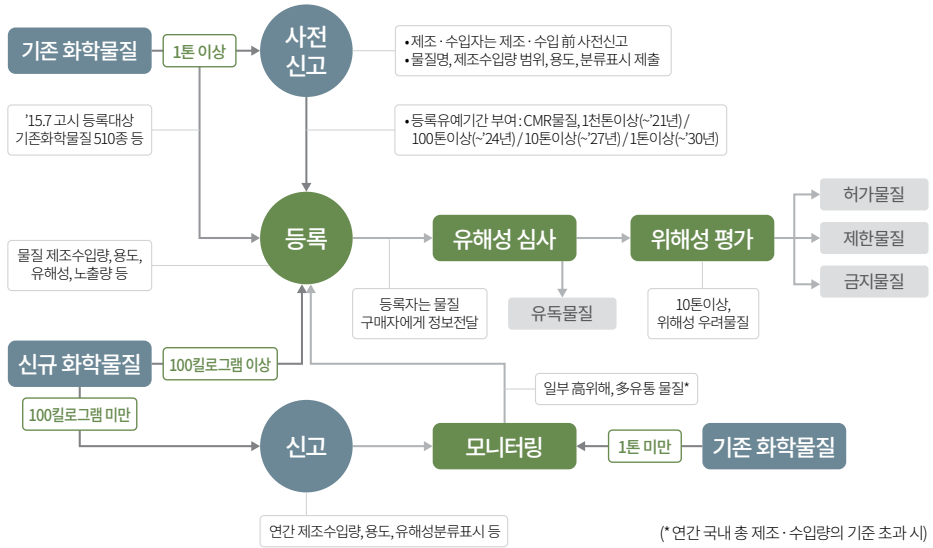 기존 화학물질
1톤 이상
사전
신고
• 제조 · 수입자는 제조 · 수입 前 사전신고
• 물질명, 제조수입량 범위, 용도, 분류표시 제출
’15.7 고시 등록대상
기존화학물질 510종 등
• 등록유예기간 부여 : CMR물질, 1천톤이상(~’21년) /
100톤이상(~’24년) / 10톤이상(~’27년) / 1톤이상(~’30년)
물질 제조수입량, 용도,
유해성, 노출량 등
등록
유해성 심사
위해성 평가
허가물질
제한물질
금지물질
등록자는 물질
구매자에게 정보전달
유독물질
10톤이상,
위해성 우려물질
신규 화학물질
100킬로그램 이상
100킬로그램 미만
일부 高위해, 多유통 물질*
신고
모니터링
1톤 미만
기존 화학물질
연간 제조수입량, 용도, 유해성분류표시 등
(* 연간 국내 총 제조 · 수입량의 기준 초과 시)